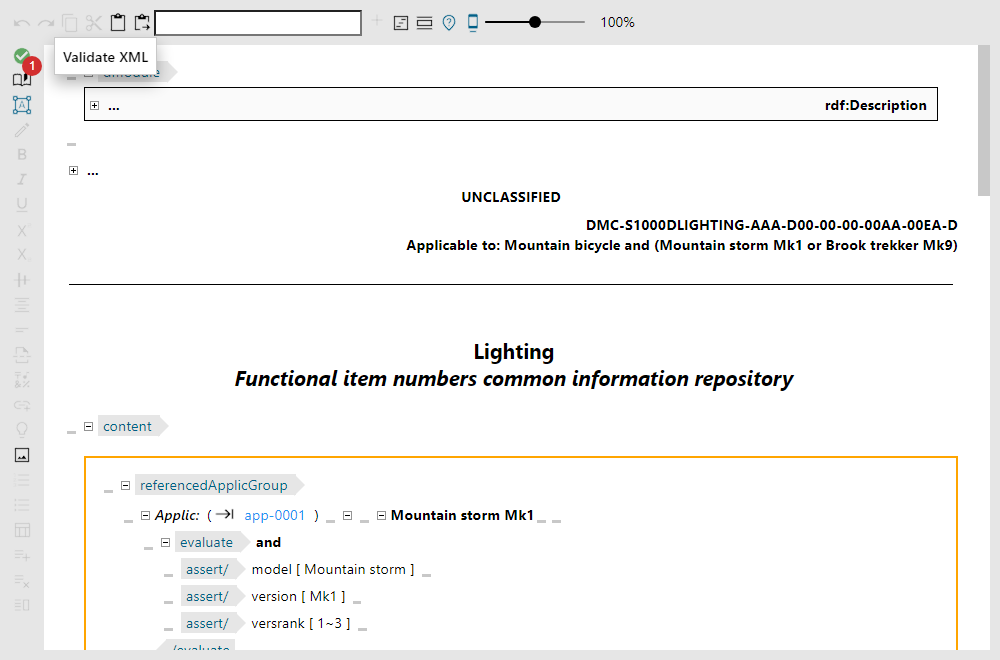 100%
Validate XML
1
dmodule
... rdf:Description
...
UNCLASSIFIED
DMC-S1000DLIGHTING-AAA-D00-00-00-00AA-00EA-D
Applicable to: Mountain bicycle and (Mountain storm Mk1 or Brook trekker Mk9)
Lighting
Functional item numbers common information repository
content
referencedApplicGroup
Applic: ( app-0001 ) Mountain storm Mk1
evaluate and
assert/ model [ Mountain storm ]
assert/ version [ Mk1 ]
assert/ versrank [ 1~3 ]
/evaluate